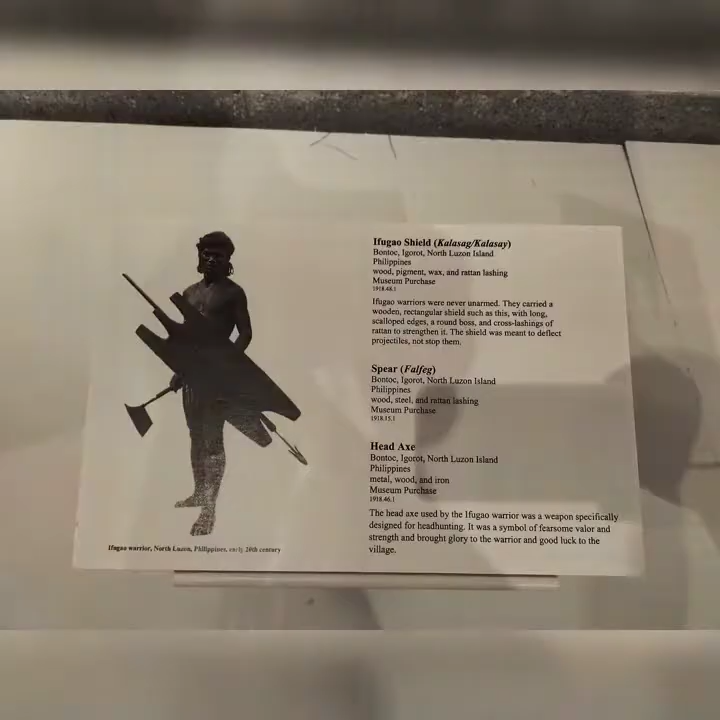 Ifugao Shield (Kalasag/Kalasay)
Bontoc, Igorot, North Luzon Island
Philippines
wood, pigment, wax, and rattan lashing
Museum Purchase
1918.48.1
Ifugao warriors were never unarmed. They carried a
wooden, rectangular shield such as this, with long,
scalloped edges, a round boss, and cross-lashings of
rattan to strengthen it. The shield was meant to deflect
projectiles, not stop them.
Spear (Falfeg)
Bontoc, Igorot, North Luzon Island
Philippines
wood, steel, and rattan lashing
Museum Purchase
1918.15.1
Head Axe
Bontoc, Igorot, North Luzon Island
Philippines
metal, wood, and iron
Museum Purchase
1918.46.1
The head axe used by the Ifugao warrior was a weapon specifically
designed for headhunting. It was a symbol of fearsome valor and
strength and brought glory to the warrior and good luck to the
village.
Ifugao warrior, North Luzon, Philippines, early 20th century